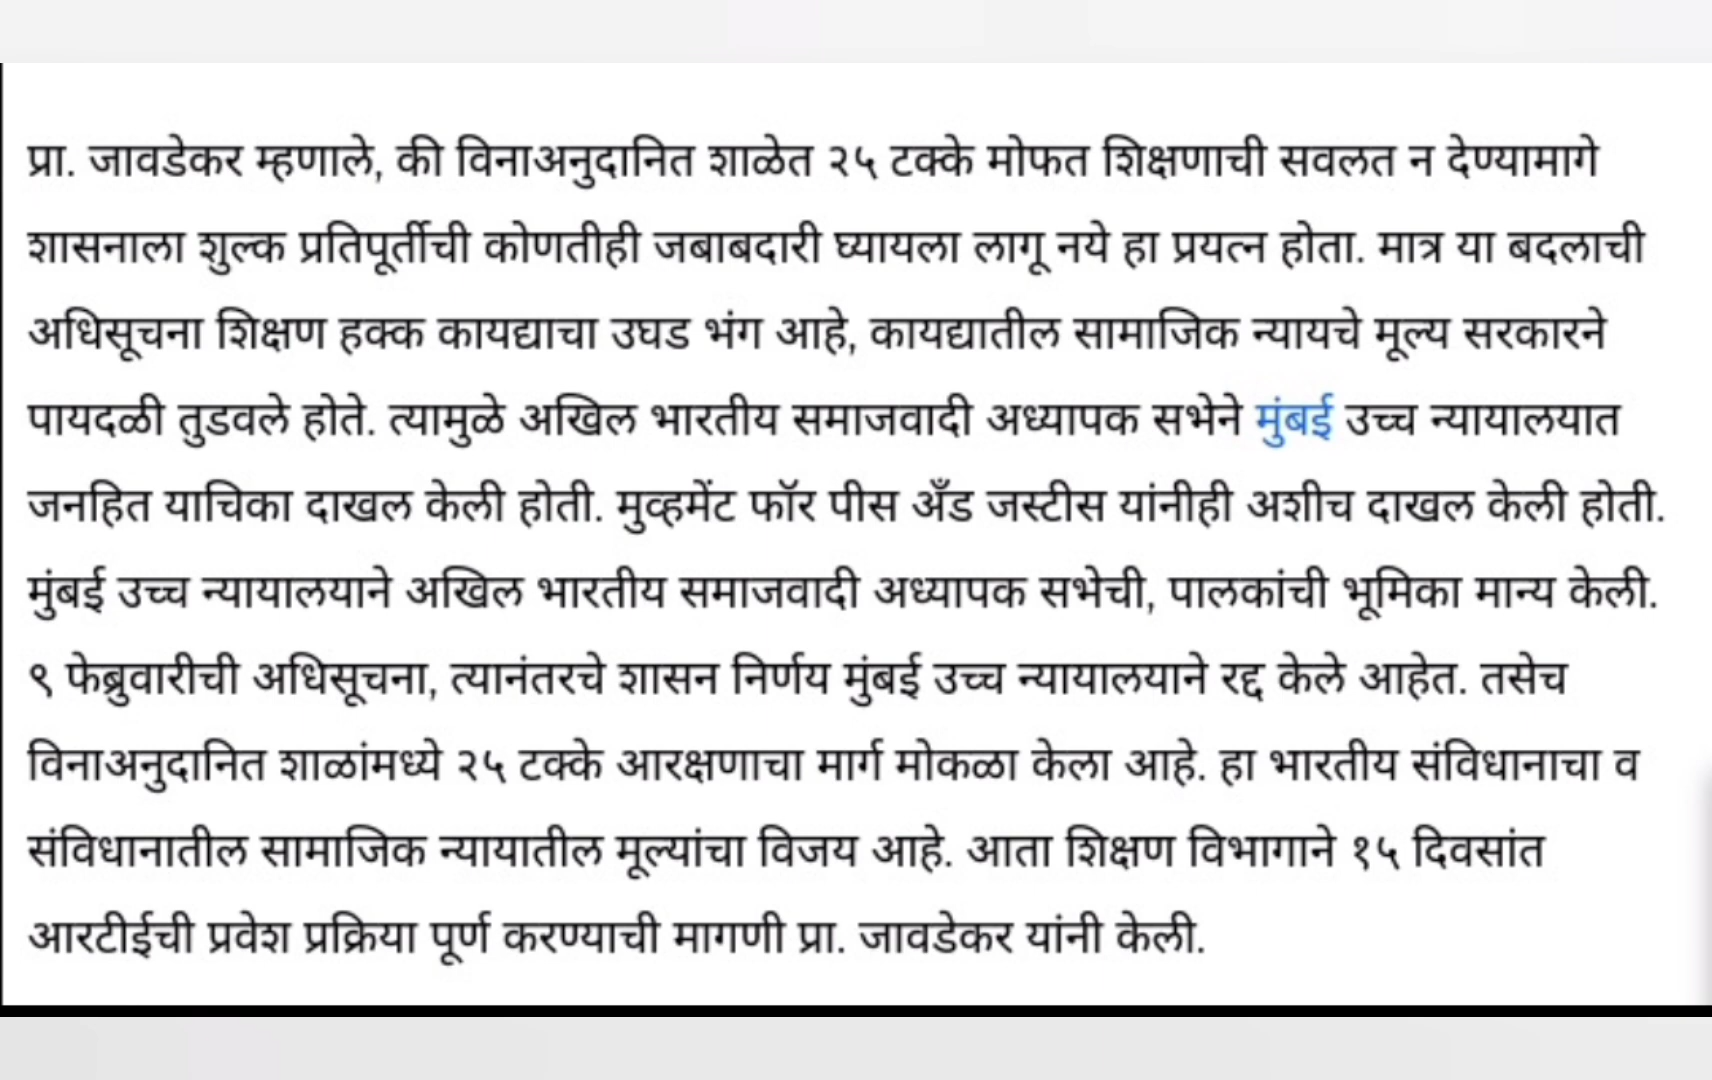 प्रा. जावडेकर म्हणाले, की विनाअनुदानित शाळेत २५ टक्के मोफत शिक्षणाची सवलत न देण्यामागे
शासनाला शुल्क प्रतिपूर्तीची कोणतीही जबाबदारी घ्यायला लागू नये हा प्रयत्न होता. मात्र या बदलाची
अधिसूचना शिक्षण हक्क कायद्याचा उघड भंग आहे, कायद्यातील सामाजिक न्यायचे मूल्य सरकारने
पायदळी तुडवले होते. त्यामुळे अखिल भारतीय समाजवादी अध्यापक सभेने मुंबई उच्च न्यायालयात
जनहित याचिका दाखल केली होती. मुव्हमेंट फॉर पीस अँड जस्टीस यांनीही अशीच दाखल केली होती.
मुंबई उच्च न्यायालयाने अखिल भारतीय समाजवादी अध्यापक सभेची, पालकांची भूमिका मान्य केली.
९ फेब्रुवारीची अधिसूचना, त्यानंतरचे शासन निर्णय मुंबई उच्च न्यायालयाने रद्द केले आहेत. तसेच
विनाअनुदानित शाळांमध्ये २५ टक्के आरक्षणाचा मार्ग मोकळा केला आहे. हा भारतीय संविधानाचा व
संविधानातील सामाजिक न्यायातील मूल्यांचा विजय आहे. आता शिक्षण विभागाने १५ दिवसांत
आरटीईची प्रवेश प्रक्रिया पूर्ण करण्याची मागणी प्रा. जावडेकर यांनी केली.